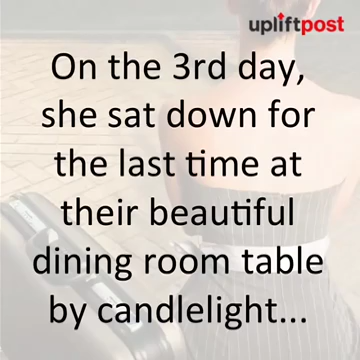 upliftpost
On the 3rd day,
she sat down for
the last time at
their beautiful
dining room table
by candlelight...